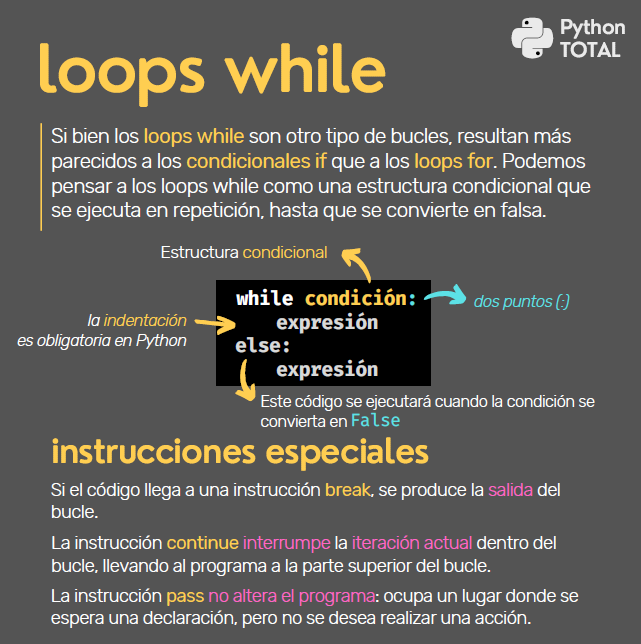 Python
TOTAL
loops while
Si bien los loops while son otro tipo de bucles, resultan más
parecidos a los condicionales if que a los loops for. Podemos
pensar a los loops while como una estructura condicional que
se ejecuta en repetición, hasta que se convierte en falsa.
Estructura condicional
while condición:
dos puntos (:)
la indentación
es obligatoria en Python
expresión
else:
expresión
Este código se ejecutará cuando la condición se
convierta en False
instrucciones especiales
Si el código llega a una instrucción break, se produce la salida del
bucle.
La instrucción continue interrumpe la iteración actual dentro del
bucle, llevando al programa a la parte superior del bucle.
La instrucción pass no altera el programa: ocupa un lugar donde se
espera una declaración, pero no se desea realizar una acción.